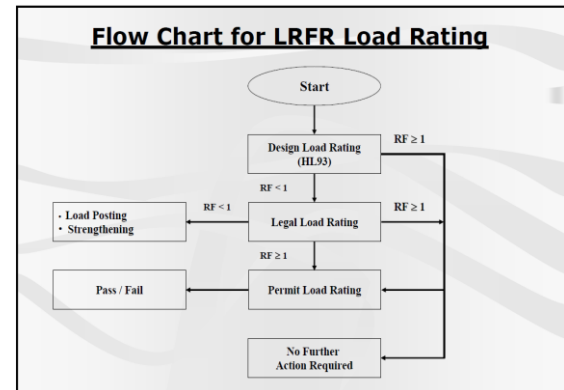 Flow Chart for LRFR Load Rating
Start
Design Load Rating
(HL93)
RF ≥ 1
RF < 1
• Load Posting
• Strengthening
RF < 1
Legal Load Rating
RF ≥ 1
RF ≥ 1
Pass / Fail
Permit Load Rating
No Further
Action Required